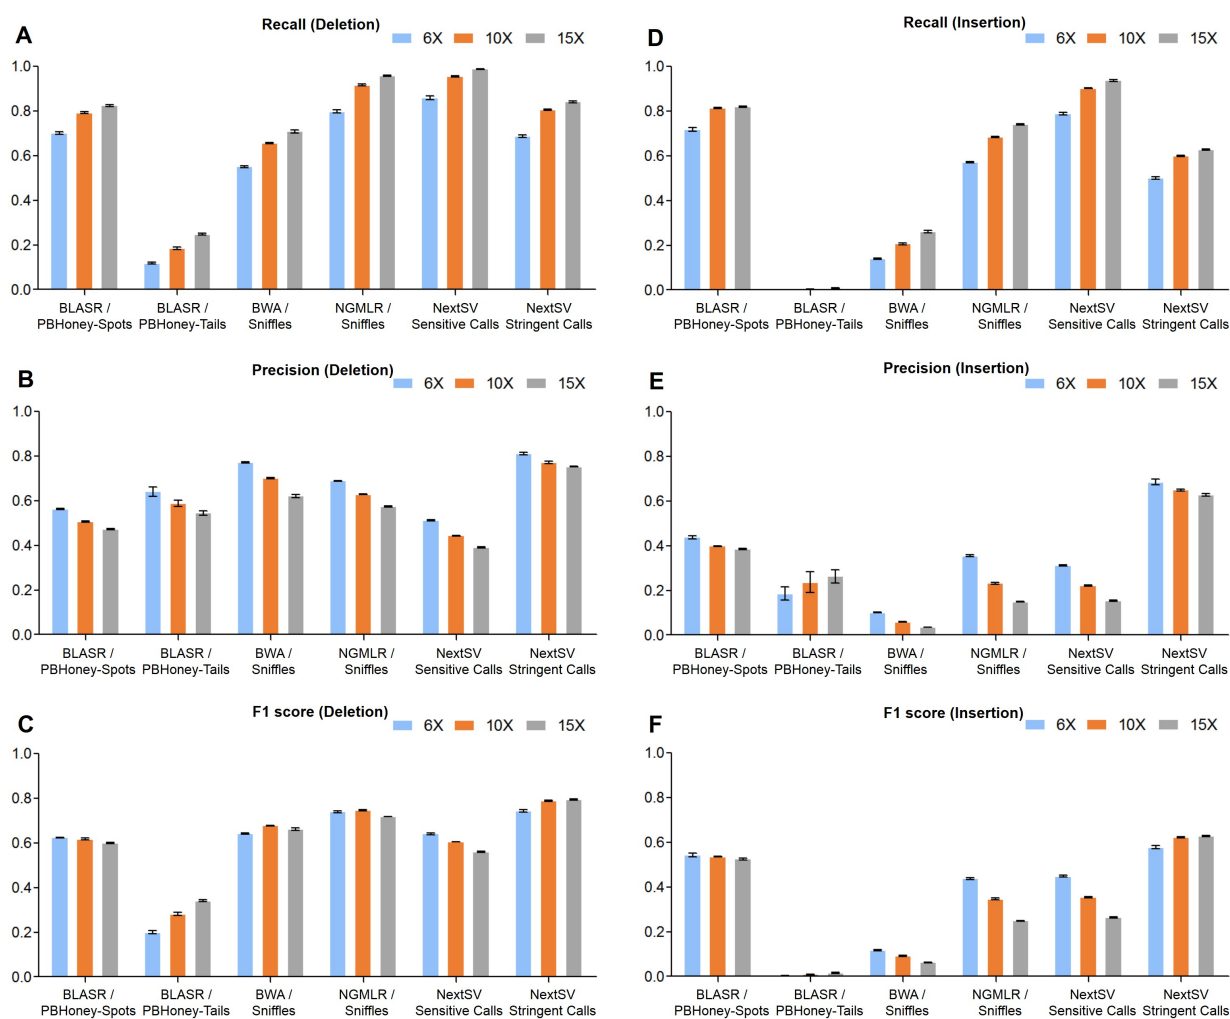 A
Recall (Deletion)
6X 10X 15X
1.0
0.8
0.6
0.4
0.2
0.0
BLASR / PBHoney-Spots
BLASR / PBHoney-Tails
BWA / Sniffles
NGMLR / Sniffles
NextSV Sensitive Calls
NextSV Stringent Calls
D
Recall (Insertion)
6X 10X 15X
1.0
0.8
0.6
0.4
0.2
0.0
BLASR / PBHoney-Spots
BLASR / PBHoney-Tails
BWA / Sniffles
NGMLR / Sniffles
NextSV Sensitive Calls
NextSV Stringent Calls
B
Precision (Deletion)
6X 10X 15X
1.0
0.8
0.6
0.4
0.2
0.0
BLASR / PBHoney-Spots
BLASR / PBHoney-Tails
BWA / Sniffles
NGMLR / Sniffles
NextSV Sensitive Calls
NextSV Stringent Calls
E
Precision (Insertion)
6X 10X 15X
1.0
0.8
0.6
0.4
0.2
0.0
BLASR / PBHoney-Spots
BLASR / PBHoney-Tails
BWA / Sniffles
NGMLR / Sniffles
NextSV Sensitive Calls
NextSV Stringent Calls
C
F1 score (Deletion)
6X 10X 15X
1.0
0.8
0.6
0.4
0.2
0.0
BLASR / PBHoney-Spots
BLASR / PBHoney-Tails
BWA / Sniffles
NGMLR / Sniffles
NextSV Sensitive Calls
NextSV Stringent Calls
F
F1 score (Insertion)
6X 10X 15X
1.0
0.8
0.6
0.4
0.2
0.0
BLASR / PBHoney-Spots
BLASR / PBHoney-Tails
BWA / Sniffles
NGMLR / Sniffles
NextSV Sensitive Calls
NextSV Stringent Calls